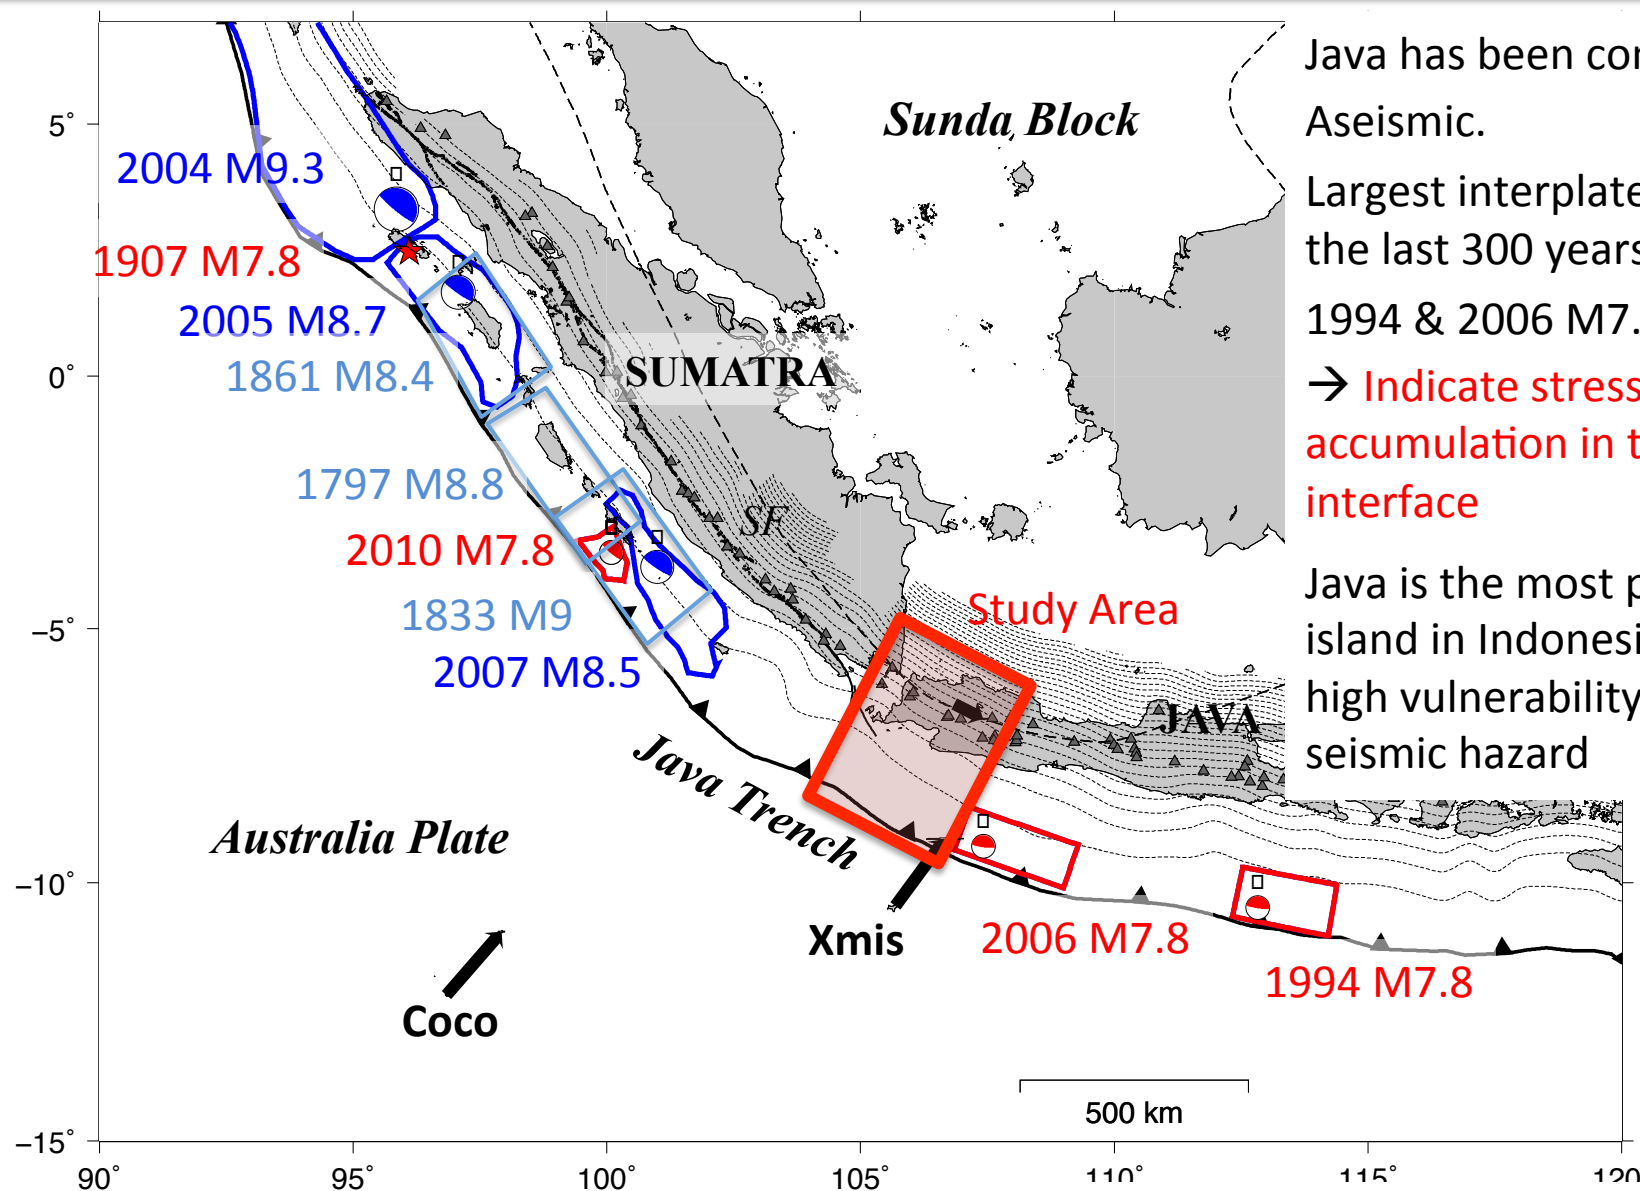 Java has been con
Aseismic.
Largest interplate
the last 300 years
1994 & 2006 M7.
→ Indicate stress
accumulation in t
interface
Java is the most p
island in Indonesi
high vulnerability
seismic hazard
Sunda Block
5°
2004 M9.3
1907 M7.8
2005 M8.7
1861 M8.4
0°
SUMATRA
1797 M8.8
SF
2010 M7.8
1833 M9
−5°
Study Area
2007 M8.5
JAVA
Java Trench
Australia Plate
−10°
Xmis
2006 M7.8
1994 M7.8
Coco
500 km
−15°
90°
95°
100°
105°
110°
115°
120